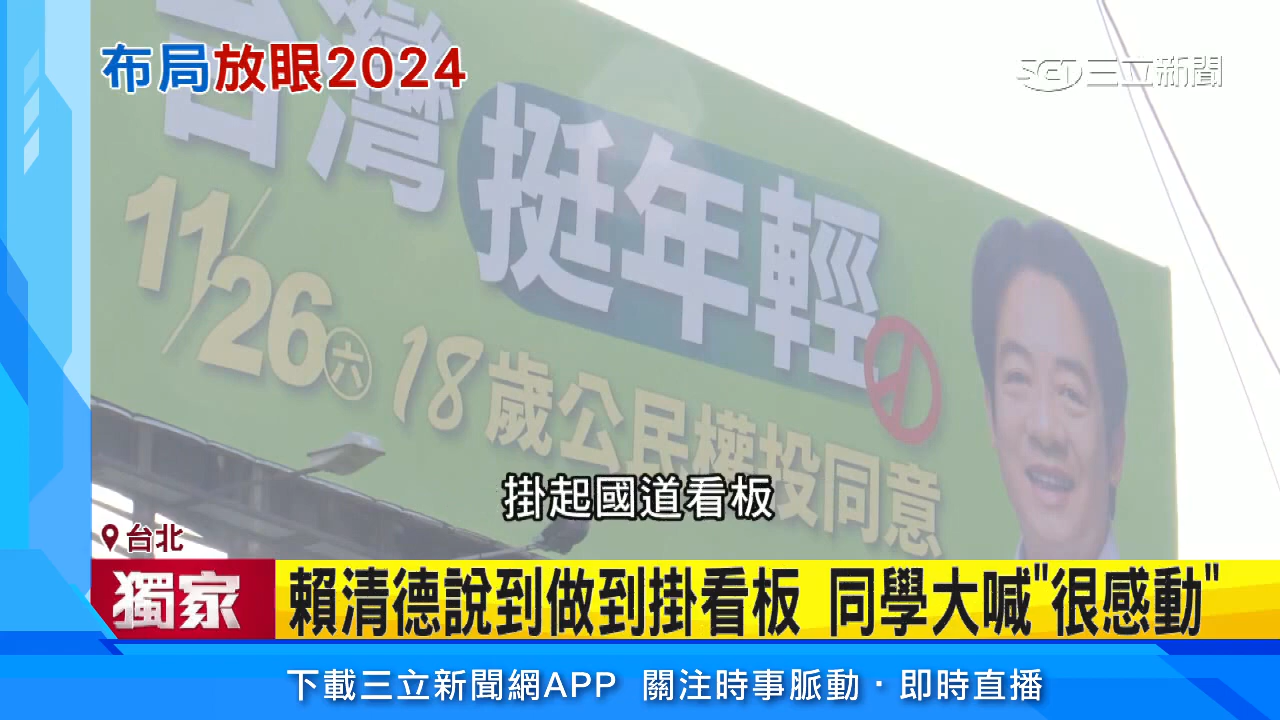 布局放眼2024
SET三立新聞
台灣挺年輕
11/26㊅18歲公民權投同意
掛起國道看板
台北
獨家
賴清德說到做到掛看板 同學大喊"很感動"
下載三立新聞網APP 關注時事脈動・即時直播